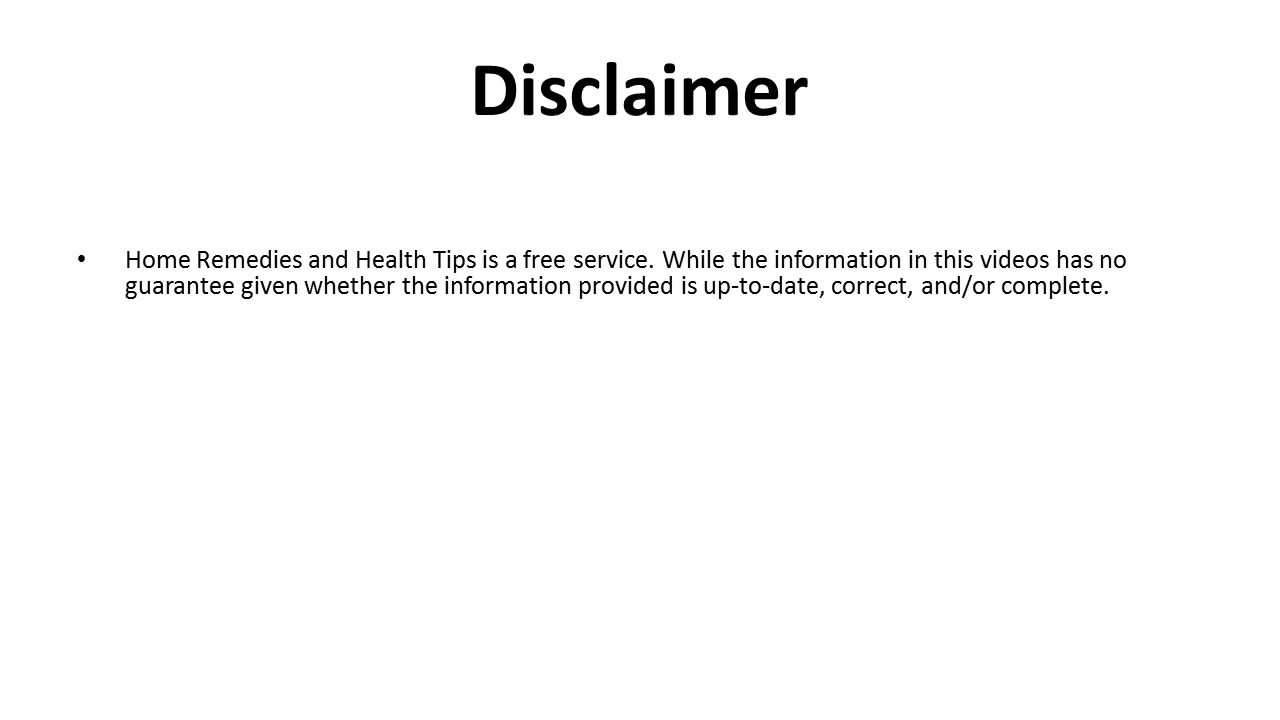 Disclaimer
• Home Remedies and Health Tips is a free service. While the information in this videos has no
guarantee given whether the information provided is up-to-date, correct, and/or complete.